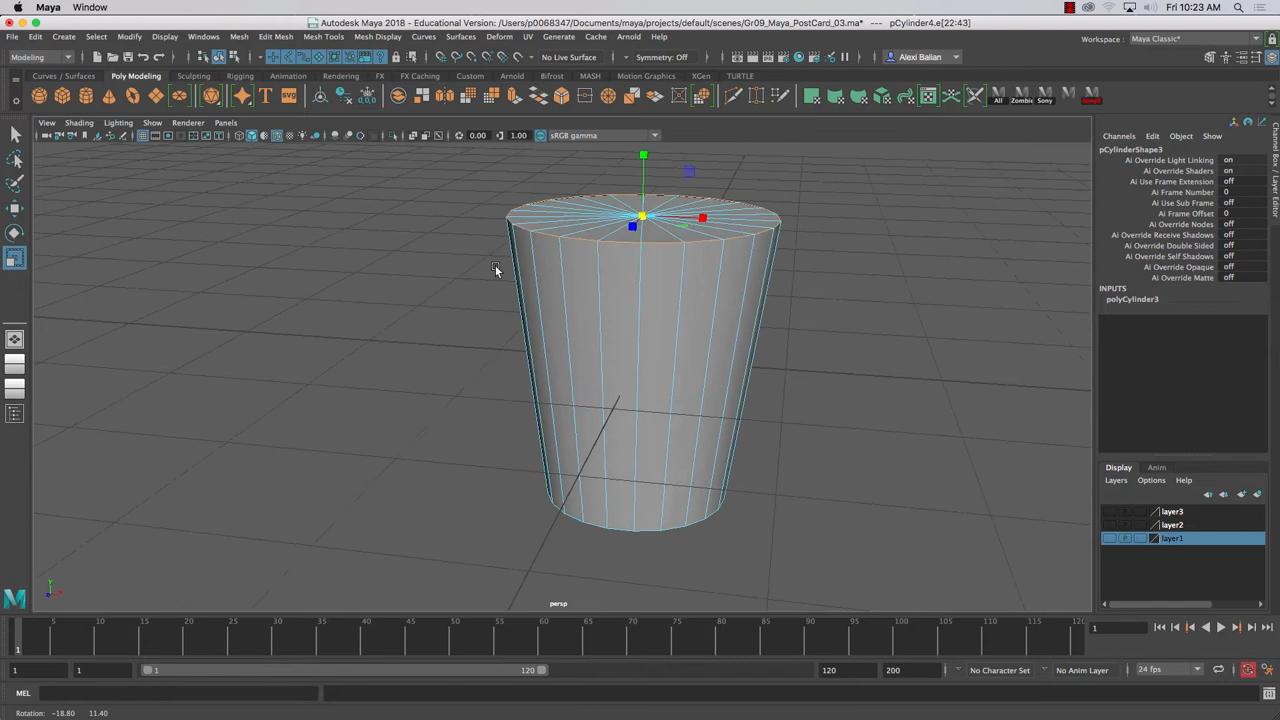 Maya Window
Fri 10:23 AM
Autodesk Maya 2018 - Educational Version: /Users/p0068347/Documents/maya/projects/default/scenes/Gr09_Maya_PostCard_03.ma* --- pCylinder4.e[22:43]
File Edit Create Select Modify Display Windows Mesh Edit Mesh Mesh Tools Mesh Display Curves Surfaces Deform UV Generate Cache Arnold Help
Workspace : Maya Classic*
Modeling
No Live Surface
Symmetry: Off
Alexi Balian
Curves / Surfaces Poly Modeling Sculpting Rigging Animation Rendering FX FX Caching Custom Arnold Bifrost MASH Motion Graphics XGen TURTLE
All Zombie Sony
View Shading Lighting Show Renderer Panels
0.00 1.00 sRGB gamma
Channels Edit Object Show
pCylinderShape3
Ai Override Light Linking on
Ai Override Shaders on
Ai Use Frame Extension off
Ai Frame Number 0
Ai Use Sub Frame off
Ai Frame Offset 0
Ai Override Nodes off
Ai Override Receive Shadows off
Ai Override Double Sided off
Ai Override Self Shadows off
Ai Override Opaque off
Ai Override Matte off
INPUTS
polyCylinder3
Channel Box / Layer Editor
Display Anim
Layers Options Help
layer3
layer2
P layer1
persp
5 10 15 20 25 30 35 40 45 50 55 60 65 70 75 80 85 90 95 100 105 110 115 120
1
1
1 1 1 120 120 200 No Character Set No Anim Layer 24 fps
MEL
Rotation: -18.80 11.40